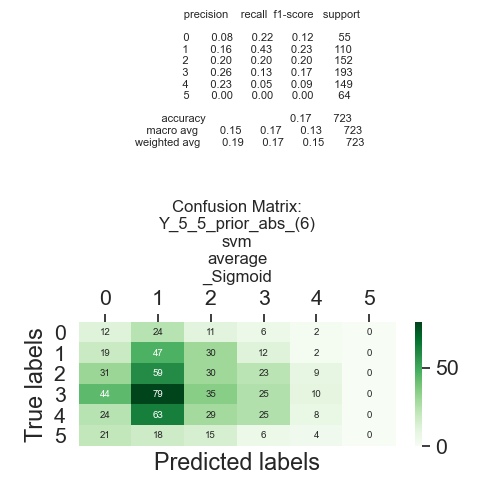 precision recall f1-score support
0 0.08 0.22 0.12 55
1 0.16 0.43 0.23 110
2 0.20 0.20 0.20 152
3 0.26 0.13 0.17 193
4 0.23 0.05 0.09 149
5 0.00 0.00 0.00 64
accuracy 0.17 723
macro avg 0.15 0.17 0.13 723
weighted avg 0.19 0.17 0.15 723
Confusion Matrix:
Y_5_5_prior_abs_(6)
svm
average
_Sigmoid
0 1 2 3 4 5
True labels
0 12 24 11 6 2 0
1 19 47 30 12 2 0
2 31 59 30 23 9 0
3 44 79 35 25 10 0
4 24 63 29 25 8 0
5 21 18 15 6 4 0
Predicted labels
50
0